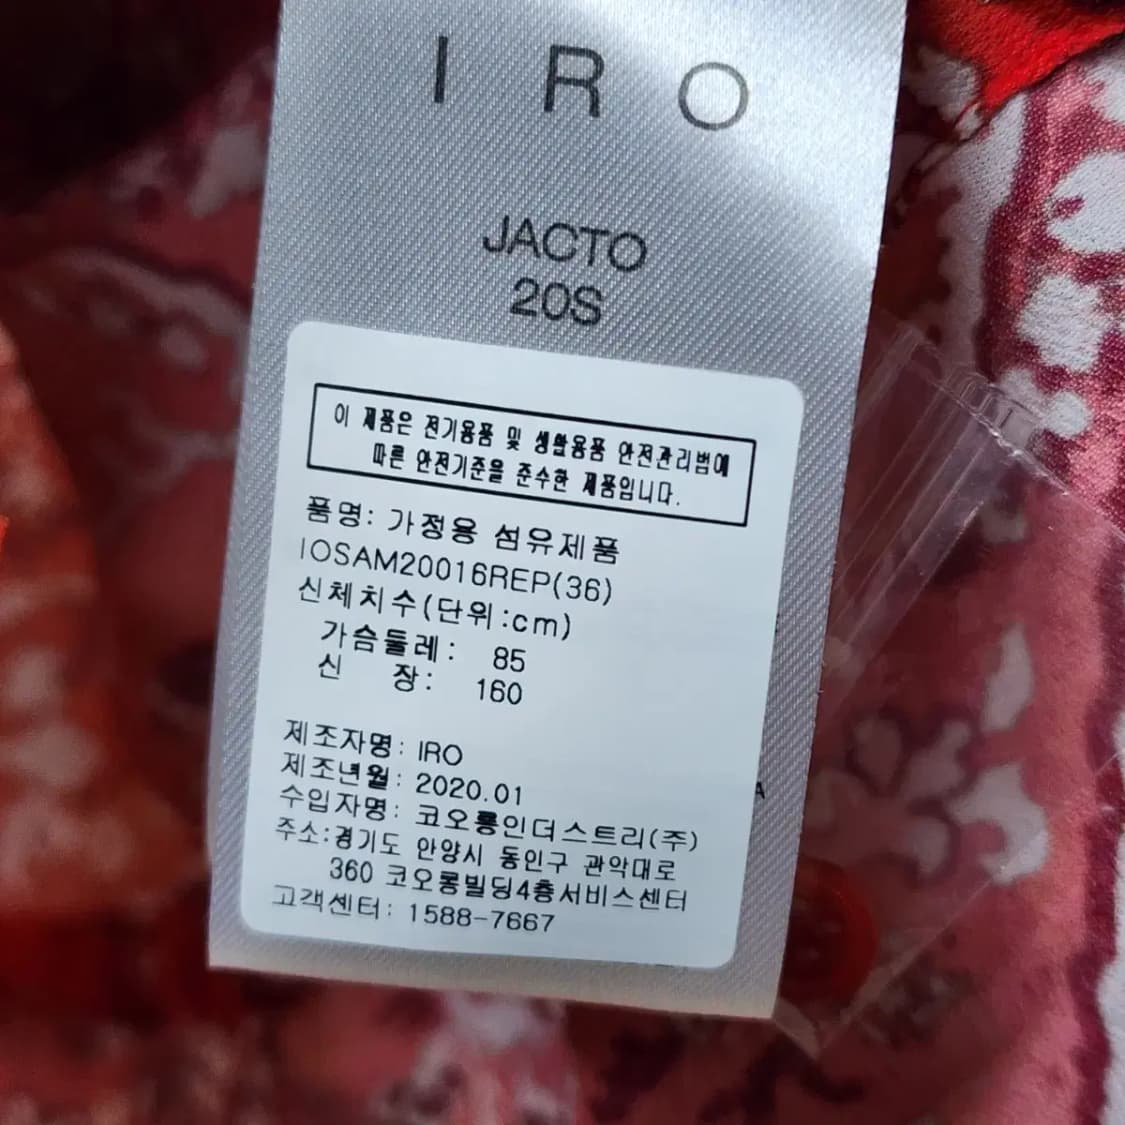 I R O
JACTO
20S
이 제품은 전기용품 및 생활용품 안전관리법에
따른 안전기준을 준수한 제품입니다.
품명: 가정용 섬유제품
IOSAM20016REP(36)
신체치수(단위:cm)
가슴둘레: 85
신 장: 160
제조자명: IRO
제조년월: 2020.01
수입자명: 코오롱인더스트리(주)
주소:경기도 안양시 동안구 관악대로
360 코오롱빌딩4층서비스센터
고객센터: 1588-7667
A